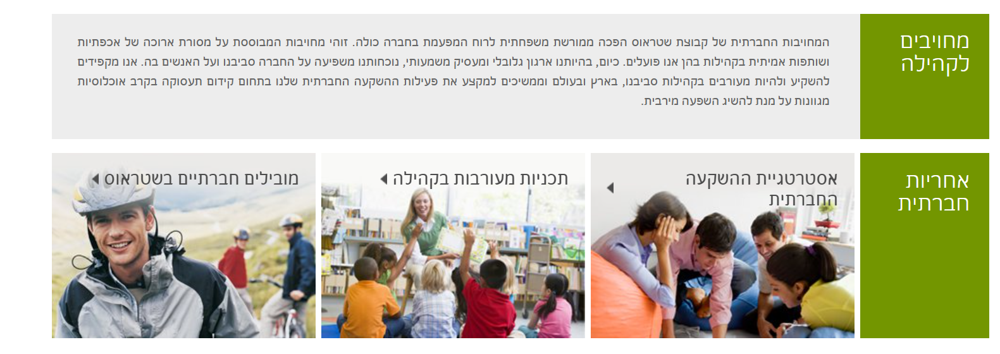 מחויבים
לקהילה
המחויבות החברתית של קבוצת שטראוס הפכה ממורשת משפחתית לרוח המפעמת בחברה כולה. זוהי מחויבות המבוססת על מסורת ארוכה של אכפתיות
ושותפות אמיתית בקהילות בהן אנו פועלים. כיום, בהיותנו ארגון גלובלי ומעסיק משמעותי, נוכחותנו משפיעה על החברה סביבנו ועל האנשים בה. אנו מקפידים
להשקיע ולהיות מעורבים בקהילות סביבנו, בארץ ובעולם וממשיכים למקצע את פעילות ההשקעה החברתית שלנו בתחום קידום תעסוקה בקרב אוכלוסיות
מגוונות על מנת להשיג השפעה מירבית.
אחריות
חברתית
אסטרטגיית ההשקעה
החברתית
תכניות מעורבות בקהילה
מובילים חברתיים בשטראוס